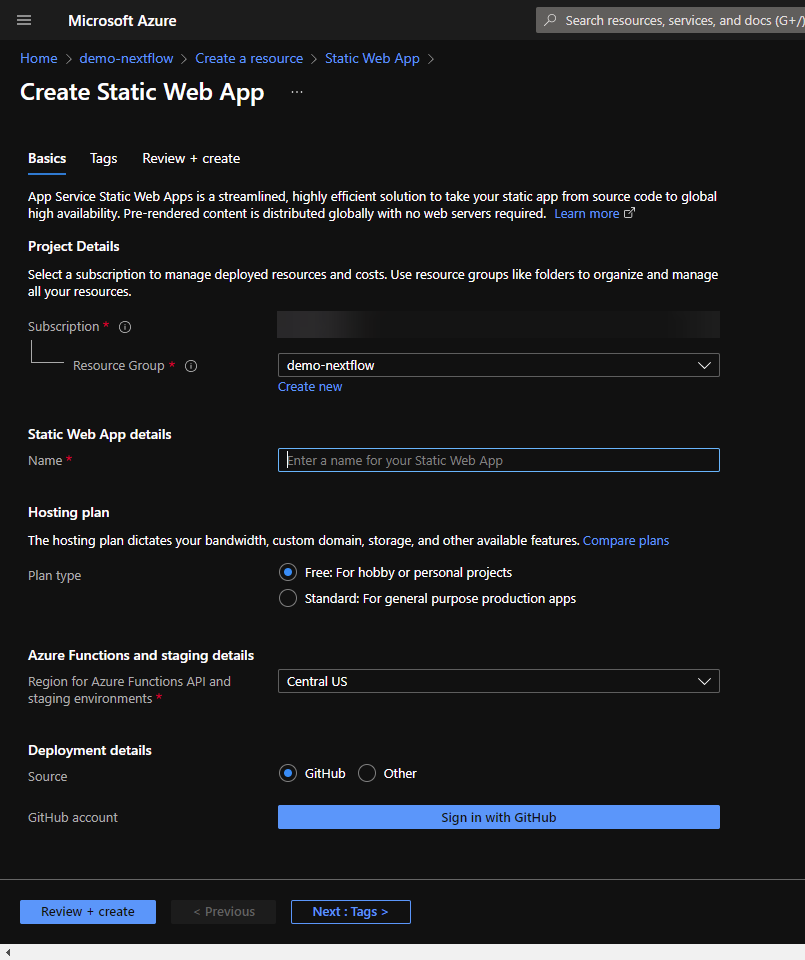 Microsoft Azure
Search resources, services, and docs (G+/)
Home > demo-nextflow > Create a resource > Static Web App >
Create Static Web App ...
Basics Tags Review + create
App Service Static Web Apps is a streamlined, highly efficient solution to take your static app from source code to global
high availability. Pre-rendered content is distributed globally with no web servers required. Learn more
Project Details
Select a subscription to manage deployed resources and costs. Use resource groups like folders to organize and manage
all your resources.
Subscription *
Resource Group *
demo-nextflow
Create new
Static Web App details
Name *
Enter a name for your Static Web App
Hosting plan
The hosting plan dictates your bandwidth, custom domain, storage, and other available features. Compare plans
Plan type
Free: For hobby or personal projects
Standard: For general purpose production apps
Azure Functions and staging details
Region for Azure Functions API and
staging environments *
Central US
Deployment details
Source
GitHub Other
GitHub account
Sign in with GitHub
Review + create < Previous Next : Tags >